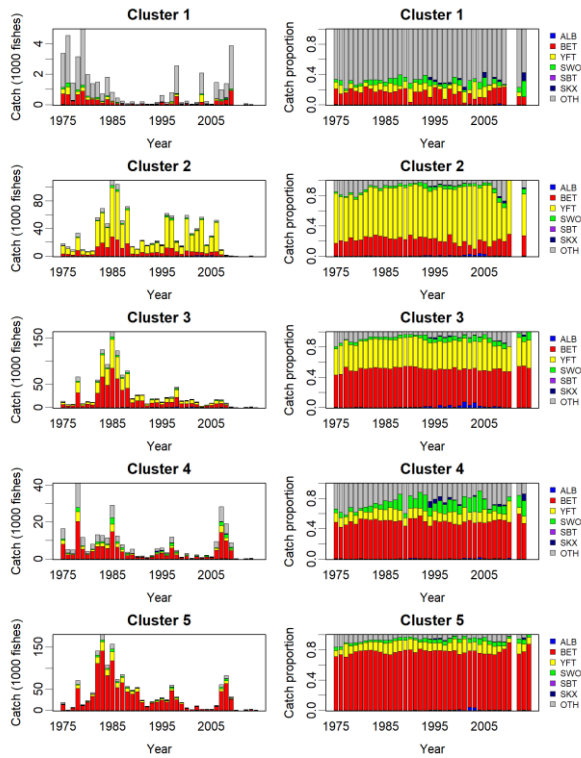 Cluster 1
Catch (1000 fishes)
0 2 4
1975 1985 1995 2005
Year
Cluster 1
Catch proportion
0.0 0.4 0.8
1975 1985 1995 2005
Year
ALB
BET
YFT
SWO
SBT
SKX
OTH
Cluster 2
Catch (1000 fishes)
0 40 80
1975 1985 1995 2005
Year
Cluster 2
Catch proportion
0.0 0.4 0.8
1975 1985 1995 2005
Year
ALB
BET
YFT
SWO
SBT
SKX
OTH
Cluster 3
Catch (1000 fishes)
0 50 150
1975 1985 1995 2005
Year
Cluster 3
Catch proportion
0.0 0.4 0.8
1975 1985 1995 2005
Year
ALB
BET
YFT
SWO
SBT
SKX
OTH
Cluster 4
Catch (1000 fishes)
0 20 40
1975 1985 1995 2005
Year
Cluster 4
Catch proportion
0.0 0.4 0.8
1975 1985 1995 2005
Year
ALB
BET
YFT
SWO
SBT
SKX
OTH
Cluster 5
Catch (1000 fishes)
0 50 150
1975 1985 1995 2005
Year
Cluster 5
Catch proportion
0.0 0.4 0.8
1975 1985 1995 2005
Year
ALB
BET
YFT
SWO
SBT
SKX
OTH